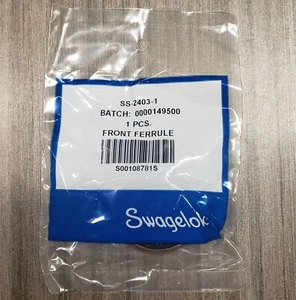 SS-2403-1
BATCH: 0000149500
1 PCS.
FRONT FERRULE
S00108781S
Swagelok